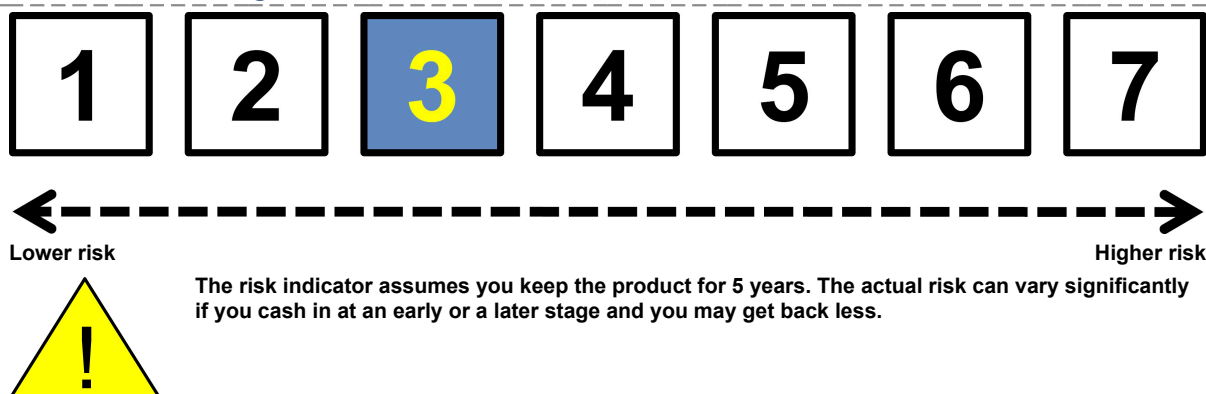 1 2 3 4 5 6 7
Lower risk Higher risk
The risk indicator assumes you keep the product for 5 years. The actual risk can vary significantly
if you cash in at an early or a later stage and you may get back less.
!